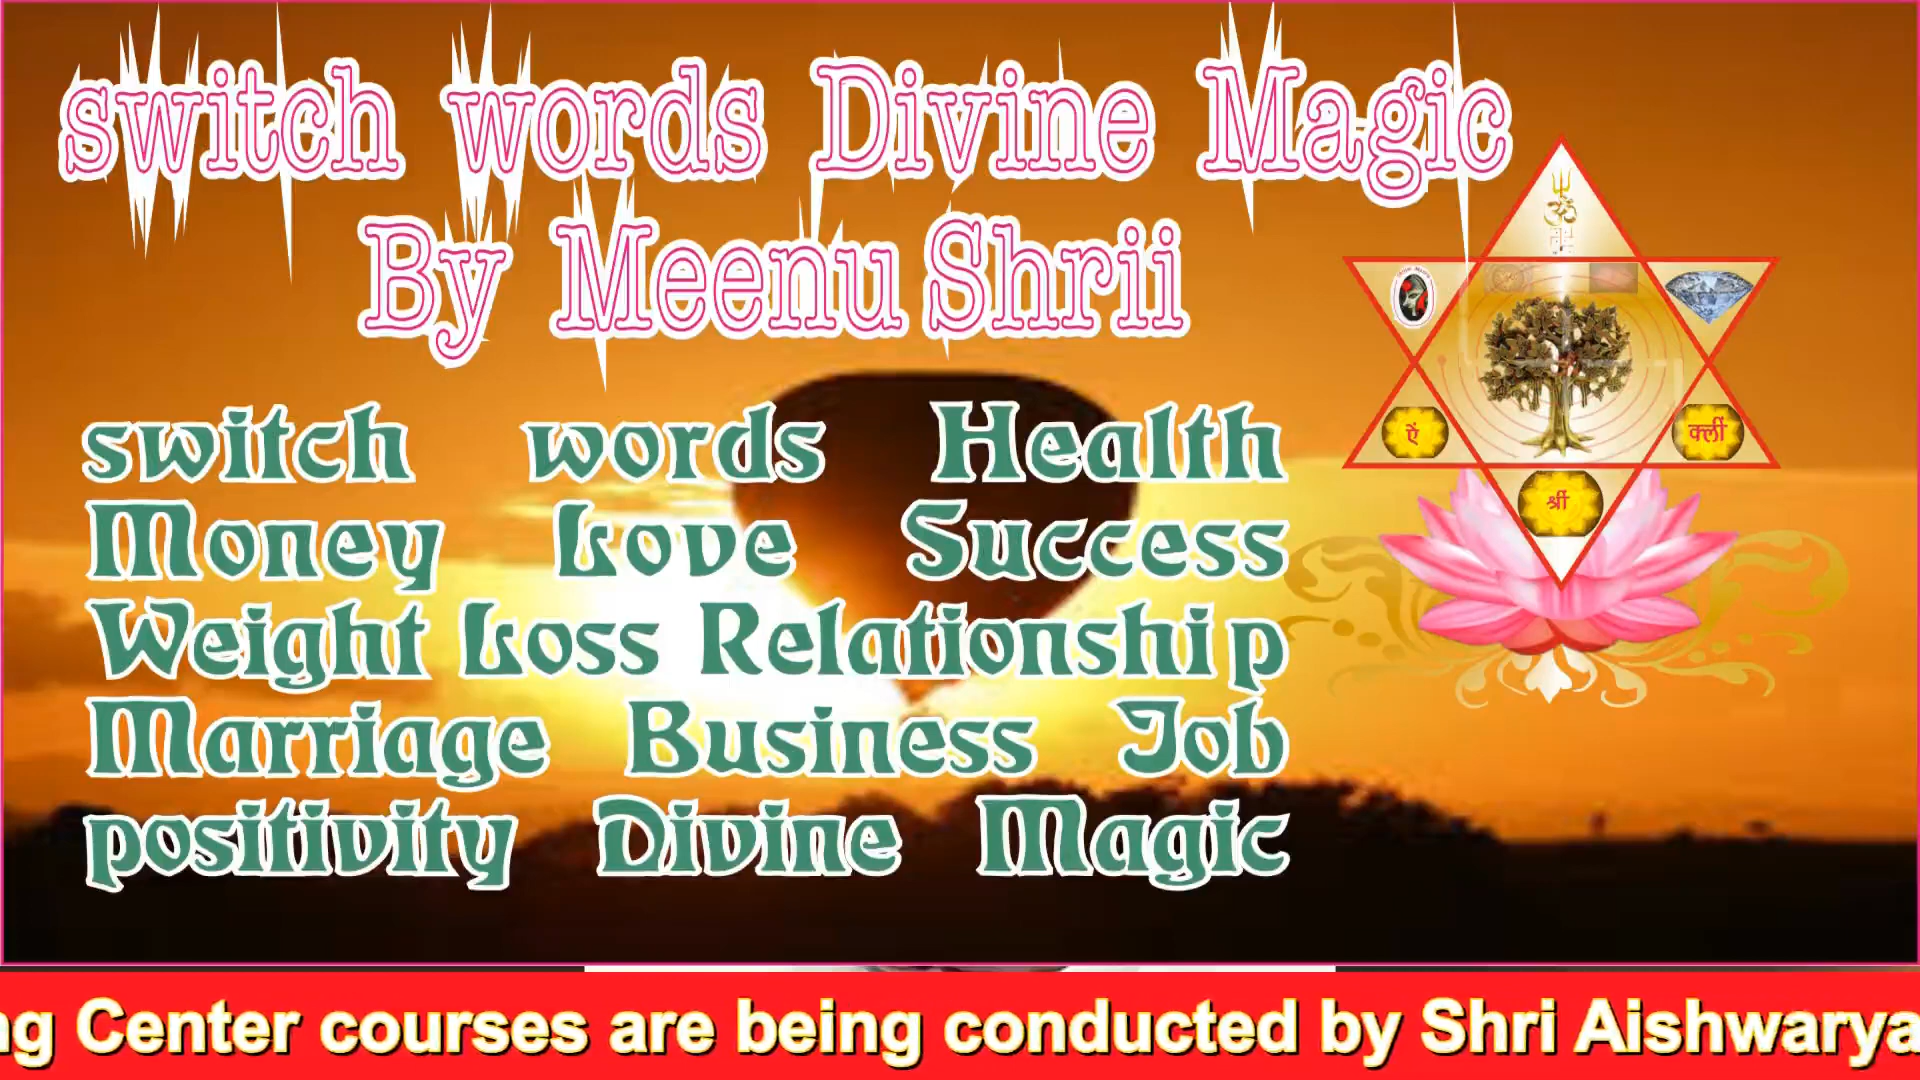 switch words Divine Magic
By Meenu Shrii
switch words Health
Money Love Success
Weight Loss Relationship
Marriage Business Job
positivity Divine Magic
ऐं
क्लीं
श्रीं
ng Center courses are being conducted by Shri Aishwarya